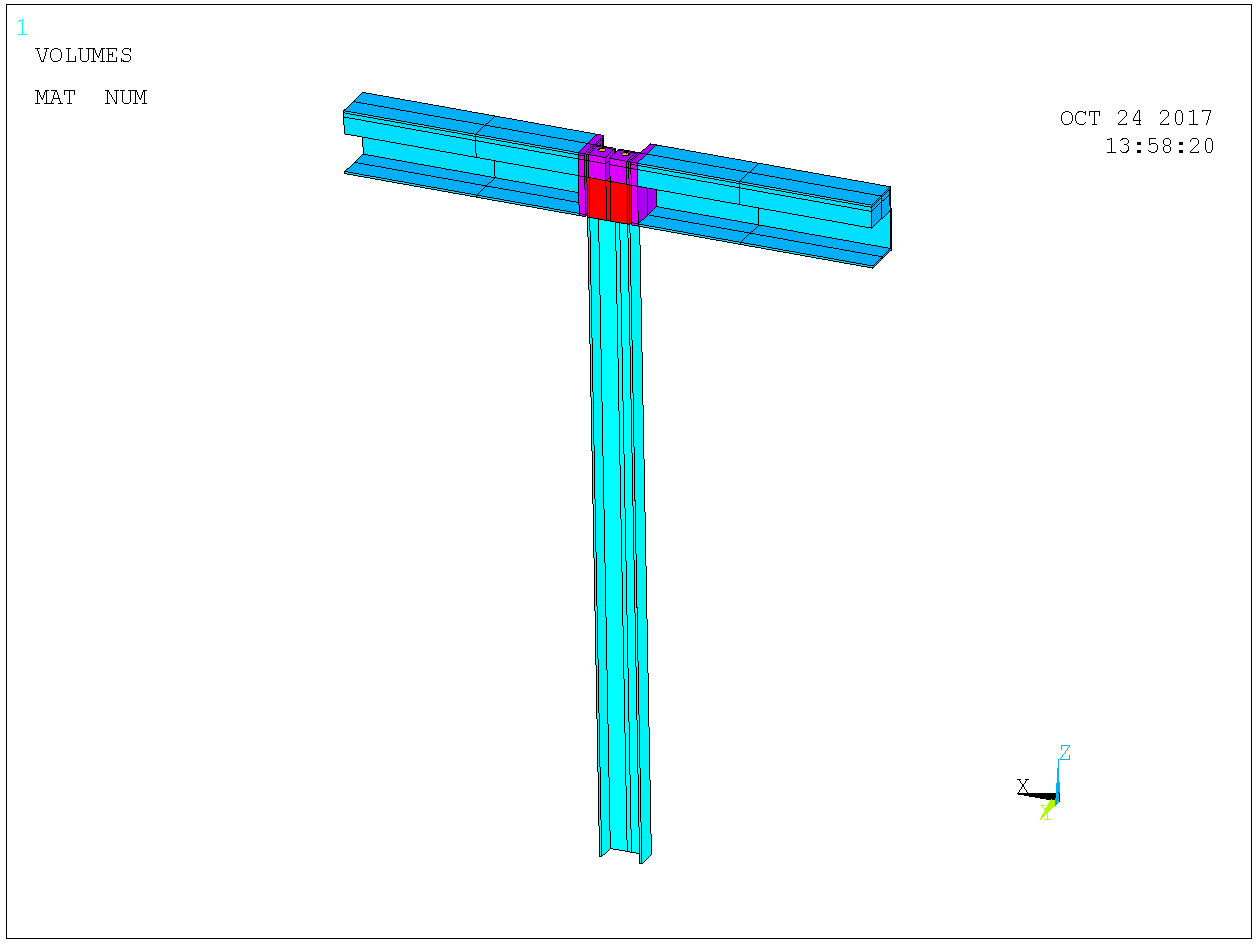 1
VOLUMES
MAT NUM
OCT 24 2017
13:58:20
Z
X
Y